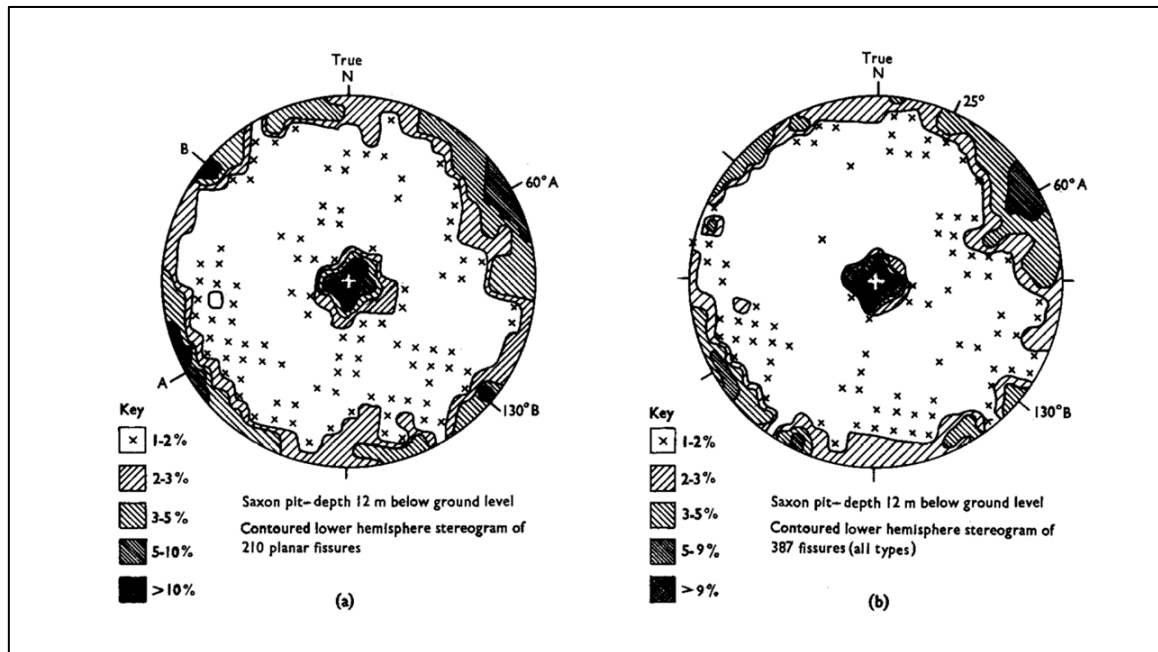 True
N
B
60°A
A
130°B
Key
1-2%
2-3%
3-5%
5-10%
>10%
Saxon pit-depth 12 m below ground level
Contoured lower hemisphere stereogram of
210 planar fissures
(a)
True
N
25°
60°A
130°B
Key
1-2%
2-3%
3-5%
5-9%
>9%
Saxon pit-depth 12 m below ground level
Contoured lower hemisphere stereogram of
387 fissures (all types)
(b)